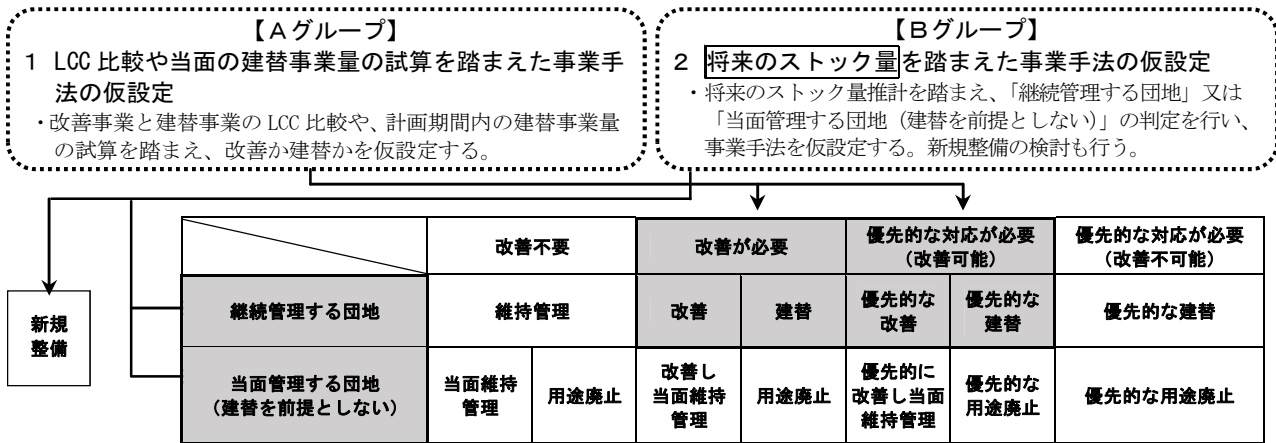 【Aグループ】
1 LCC 比較や当面の建替事業量の試算を踏まえた事業手
法の仮設定
・改善事業と建替事業の LCC 比較や、計画期間内の建替事業量
の試算を踏まえ、改善か建替かを仮設定する。
【Bグループ】
2 将来のストック量を踏まえた事業手法の仮設定
・将来のストック量推計を踏まえ、「継続管理する団地」又は
「当面管理する団地（建替を前提としない）」の判定を行い、
事業手法を仮設定する。新規整備の検討も行う。
新規
整備
改善不要
改善が必要
優先的な対応が必要
（改善可能）
優先的な対応が必要
（改善不可能）
継続管理する団地
維持管理
改善
建替
優先的な
改善
優先的な
建替
優先的な建替
当面管理する団地
（建替を前提としない）
当面維持
管理
用途廃止
改善し
当面維持
管理
用途廃止
優先的に
改善し当面
維持管理
優先的な
用途廃止
優先的な用途廃止